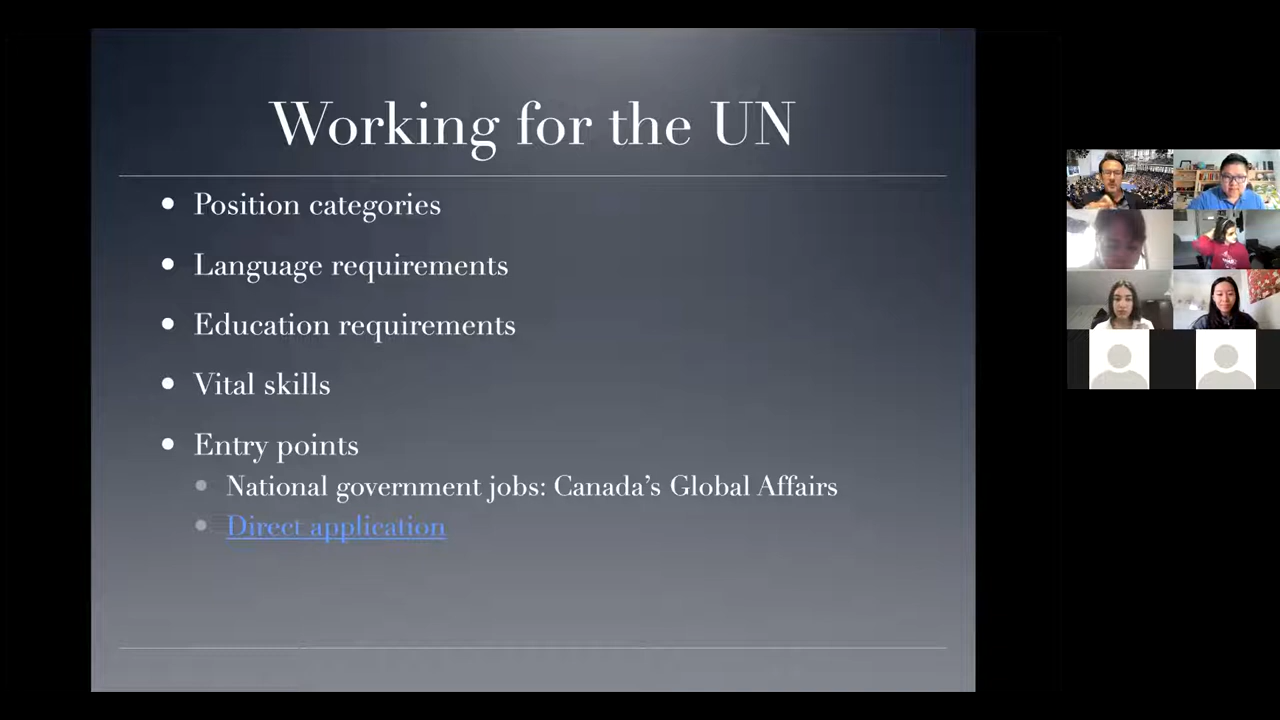 Working for the UN
Position categories
Language requirements
Education requirements
Vital skills
Entry points
National government jobs: Canada's Global Affairs
Direct application